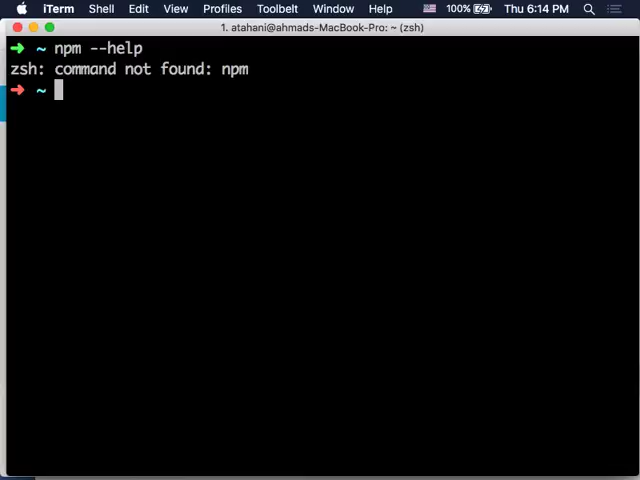 iTerm Shell Edit View Profiles Toolbelt Window Help 100% Thu 6:14 PM
1. atahani@ahmads-MacBook-Pro: ~ (zsh)
➜ ~ npm --help
zsh: command not found: npm
➜ ~